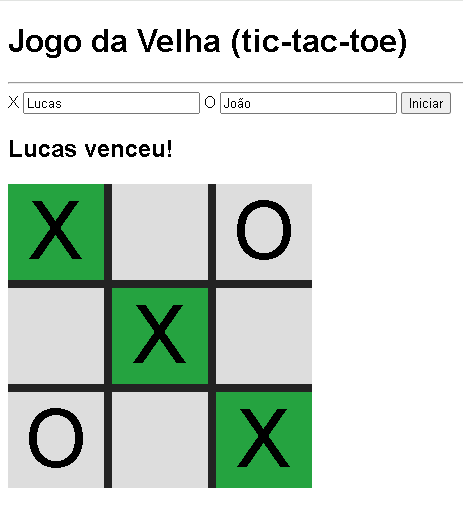 Jogo da Velha (tic-tac-toe)
X Lucas O João Iniciar
Lucas venceu!
X O
X
O X